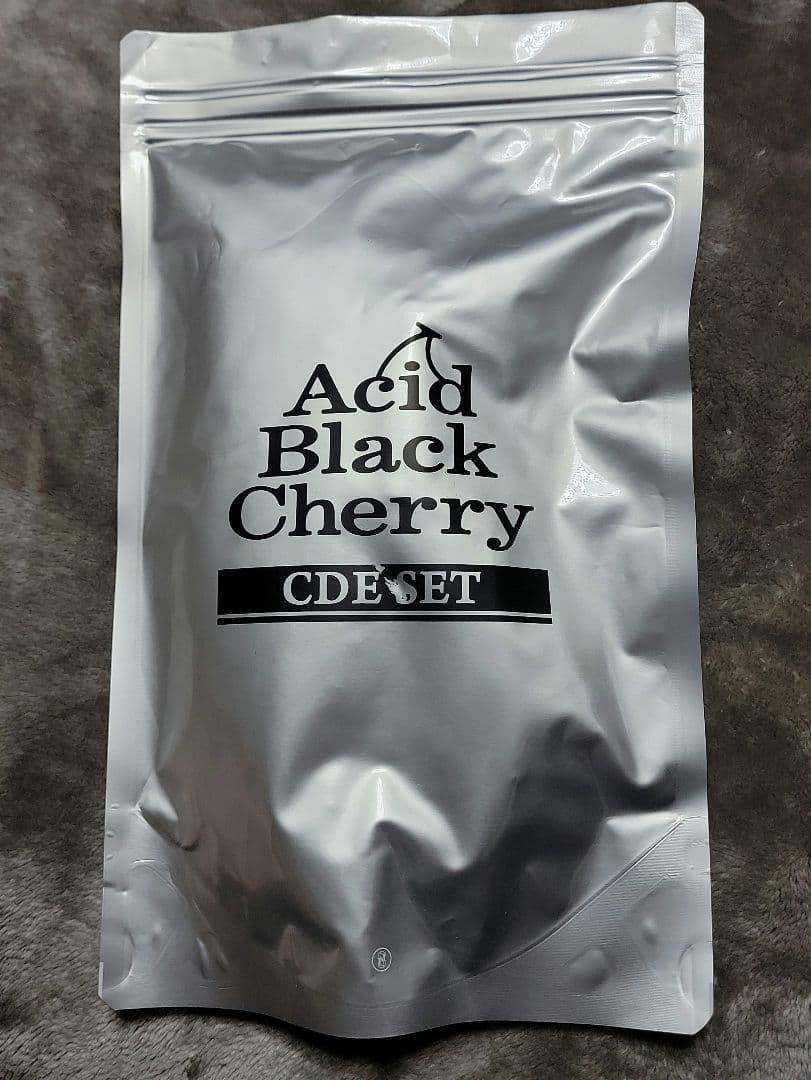 Acid
Black
Cherry
CDE SET